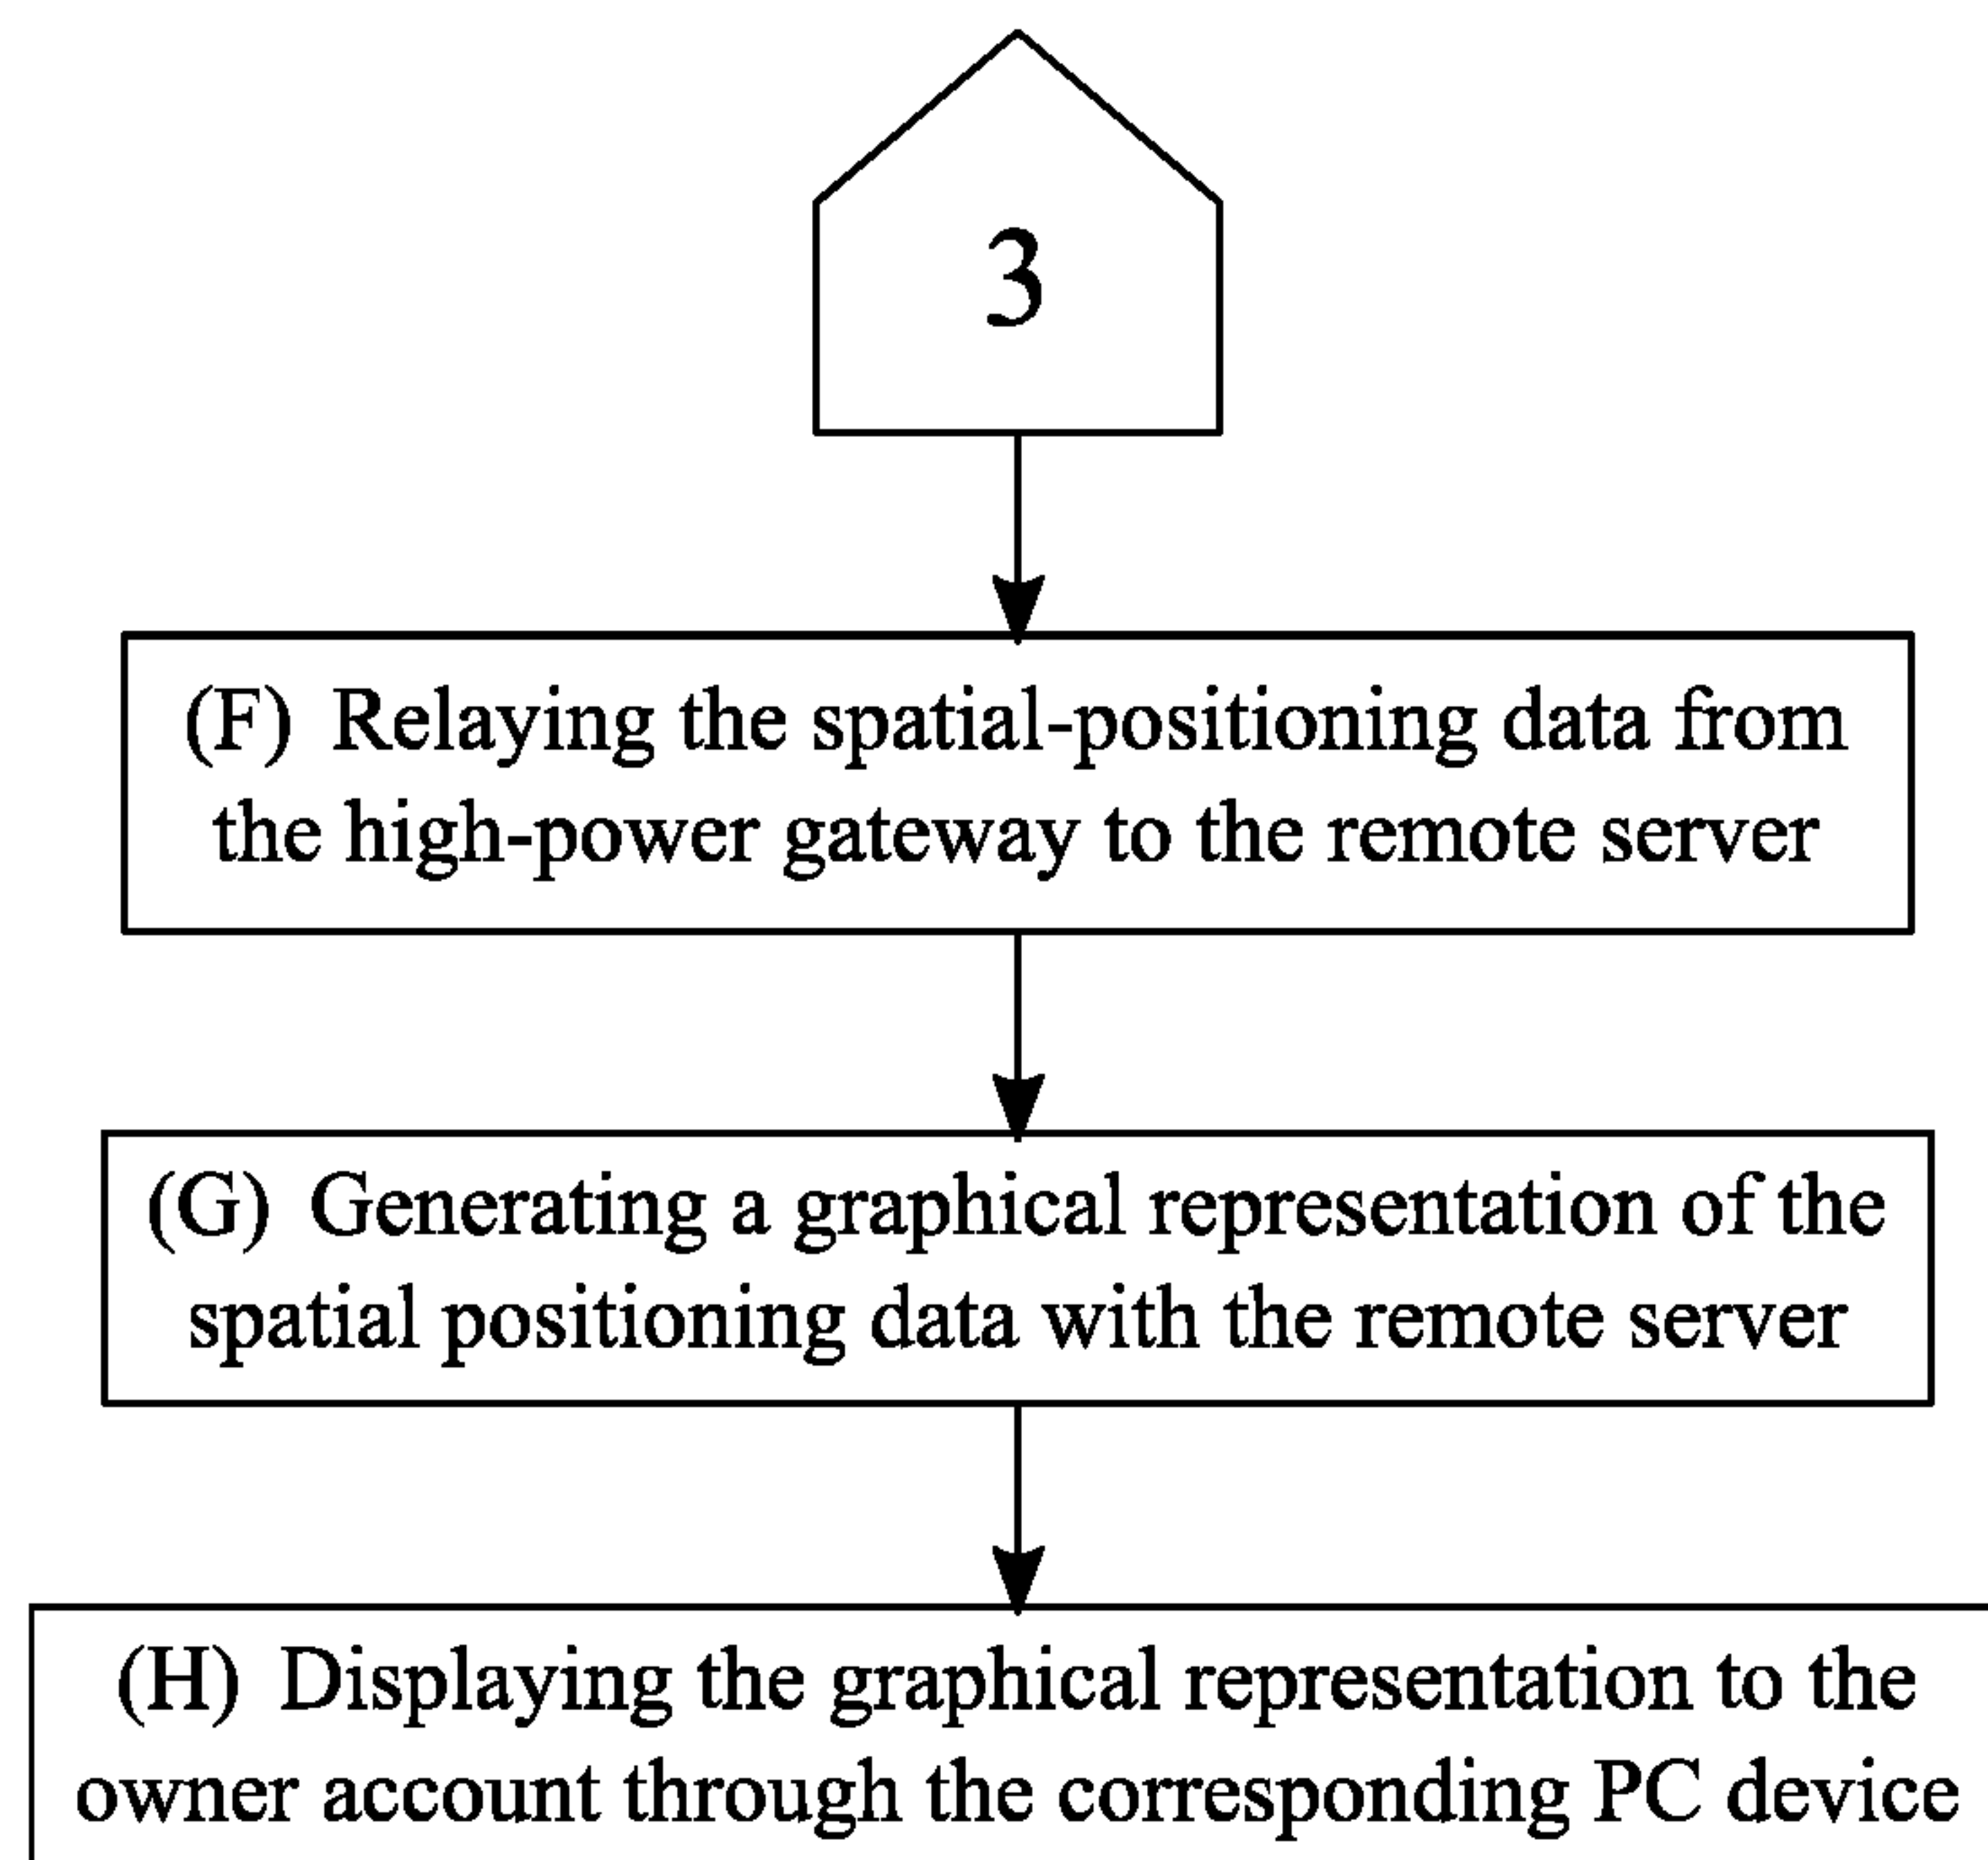 3
(F) Relaying the spatial-positioning data from
the high-power gateway to the remote server
(G) Generating a graphical representation of the
spatial positioning data with the remote server
(H) Displaying the graphical representation to the
owner account through the corresponding PC device